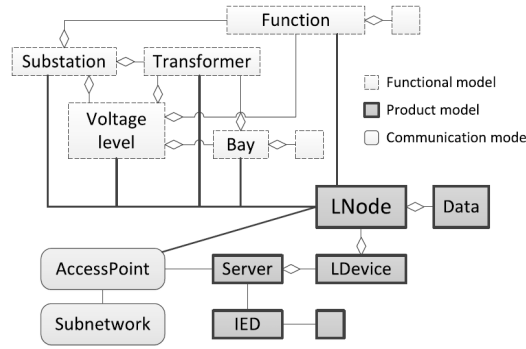 Function
Substation
Transformer
Voltage
level
Bay
Functional model
Product model
Communication mode
LNode
Data
AccessPoint
Server
LDevice
Subnetwork
IED